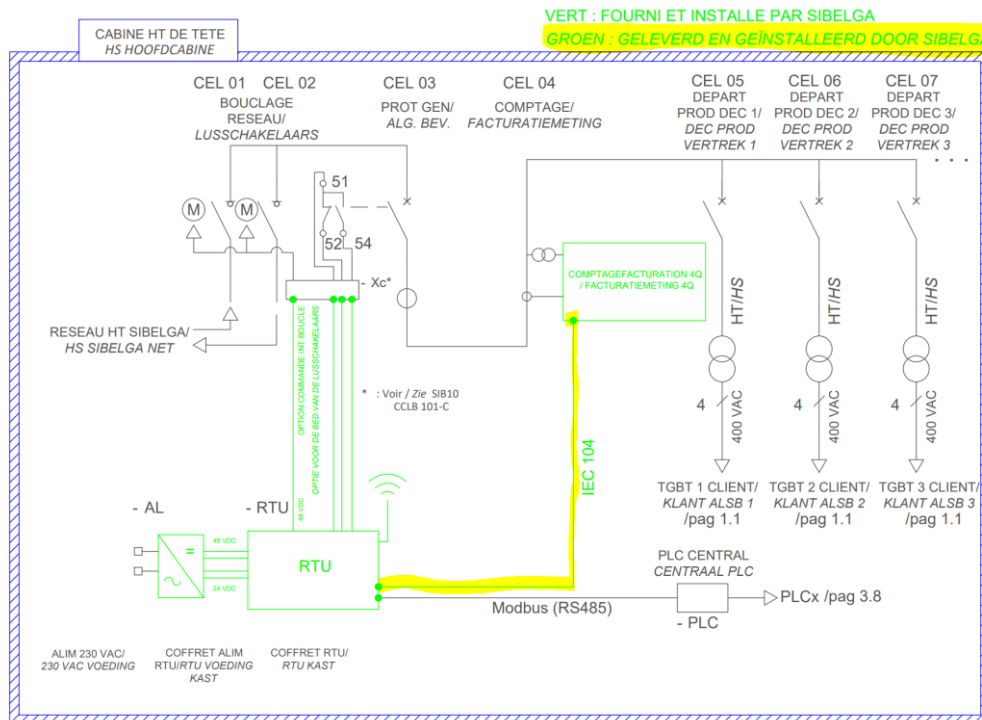 VERT : FOURNI ET INSTALLE PAR SIBELGA
GROEN : GELEVERD EN GEÏNSTALLEERD DOOR SIBELGA
CABINE HT DE TETE
HS HOOFDCABINE
CEL 01
CEL 02
BOUCLAGE
RESEAU/
LUSSCHAKELAARS
CEL 03
PROT GEN/
ALG. BEV.
CEL 04
COMPTAGE/
FACTURATIEMETING
CEL 05
DEPART
PROD DEC 1/
DEC PROD
VERTREK 1
CEL 06
DEPART
PROD DEC 2/
DEC PROD
VERTREK 2
CEL 07
DEPART
PROD DEC 3/
DEC PROD
VERTREK 3
. . .
M
M
51
52
54
- Xc*
COMPTAGEFACTURATION 4Q
/ FACTURATIEMETING 4Q
HT/HS
HT/HS
HT/HS
RESEAU HT SIBELGA/
HS SIBELGA NET
OPTION COMMANDE INT BOUCLE
OPTIE VOOR DE BED VAN DE LUSSCHAKELAARS
48 VDC
* : Voir / Zie SIB10
CCLB 101-C
IEC 104
4
400 VAC
4
400 VAC
4
400 VAC
TGBT 1 CLIENT/
KLANT ALSB 1
/pag 1.1
TGBT 2 CLIENT/
KLANT ALSB 2
/pag 1.1
TGBT 3 CLIENT/
KLANT ALSB 3
/pag 1.1
- AL
- RTU
48 VDC
24 VDC
RTU
Modbus (RS485)
PLC CENTRAL
CENTRAAL PLC
- PLC
PLCx /pag 3.8
ALIM 230 VAC/
230 VAC VOEDING
COFFRET ALIM
RTU/RTU VOEDING
KAST
COFFRET RTU/
RTU KAST